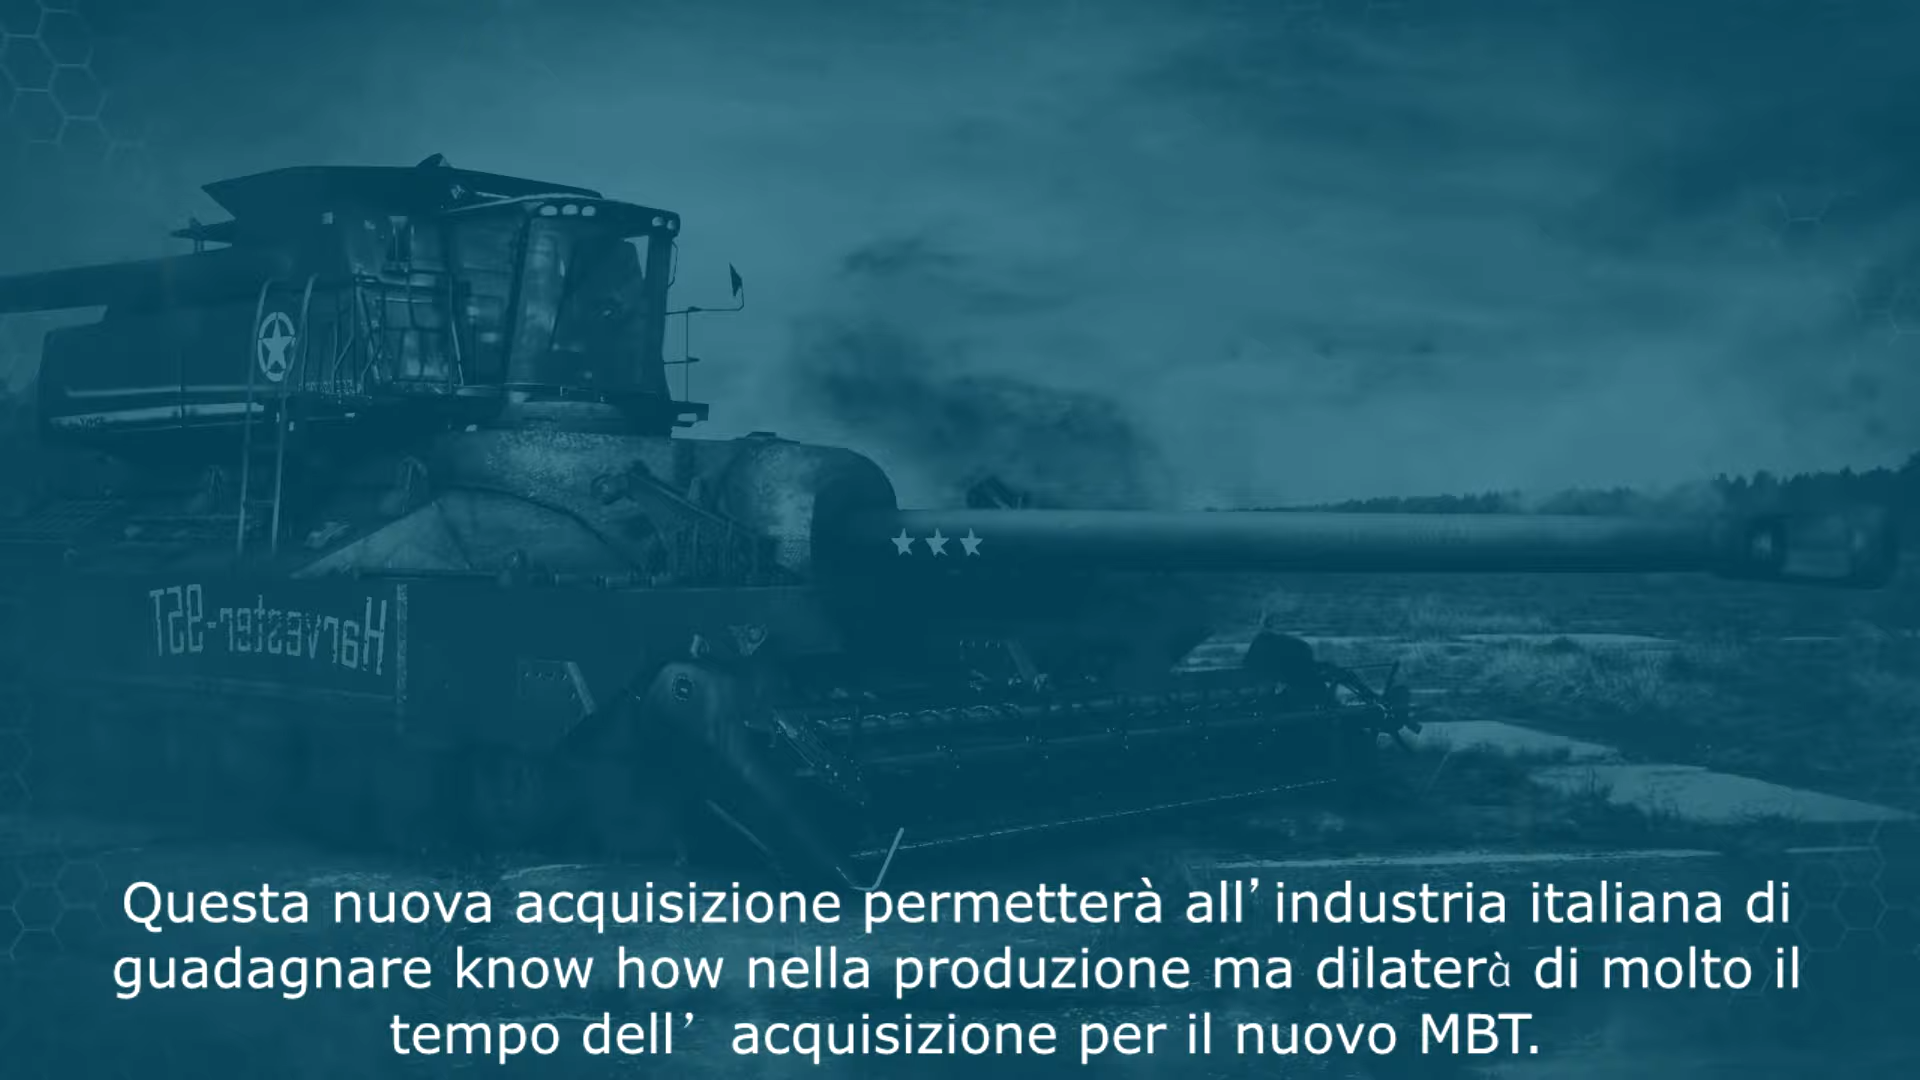 Harvester-95T
Questa nuova acquisizione permetterà all’industria italiana di
guadagnare know how nella produzione ma dilaterà di molto il
tempo dell’ acquisizione per il nuovo MBT.